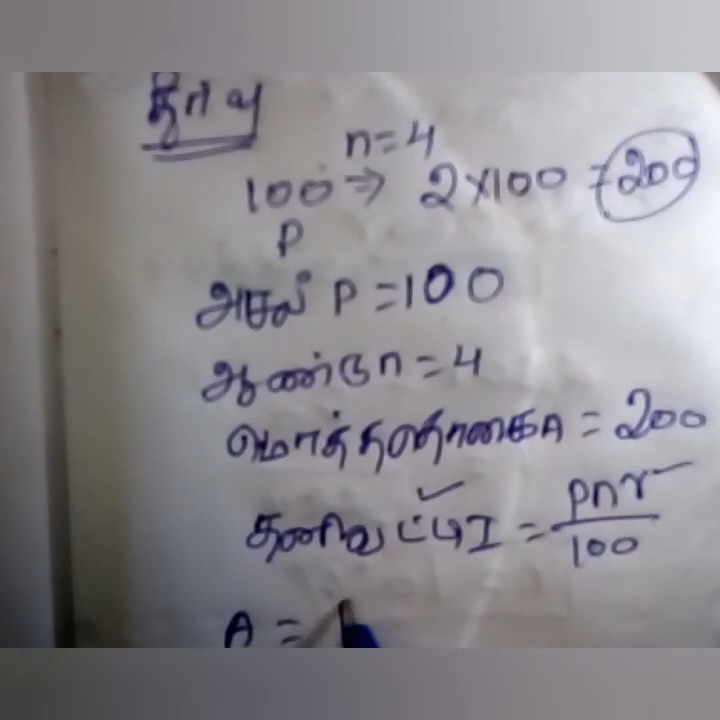 தீர்வு
n=4
100 ⇒ 2×100 = 200
P
அசல் P = 100
ஆண்டு n = 4
மொத்ததொகை A = 200
தனிவட்டி I = pnr/100
A =